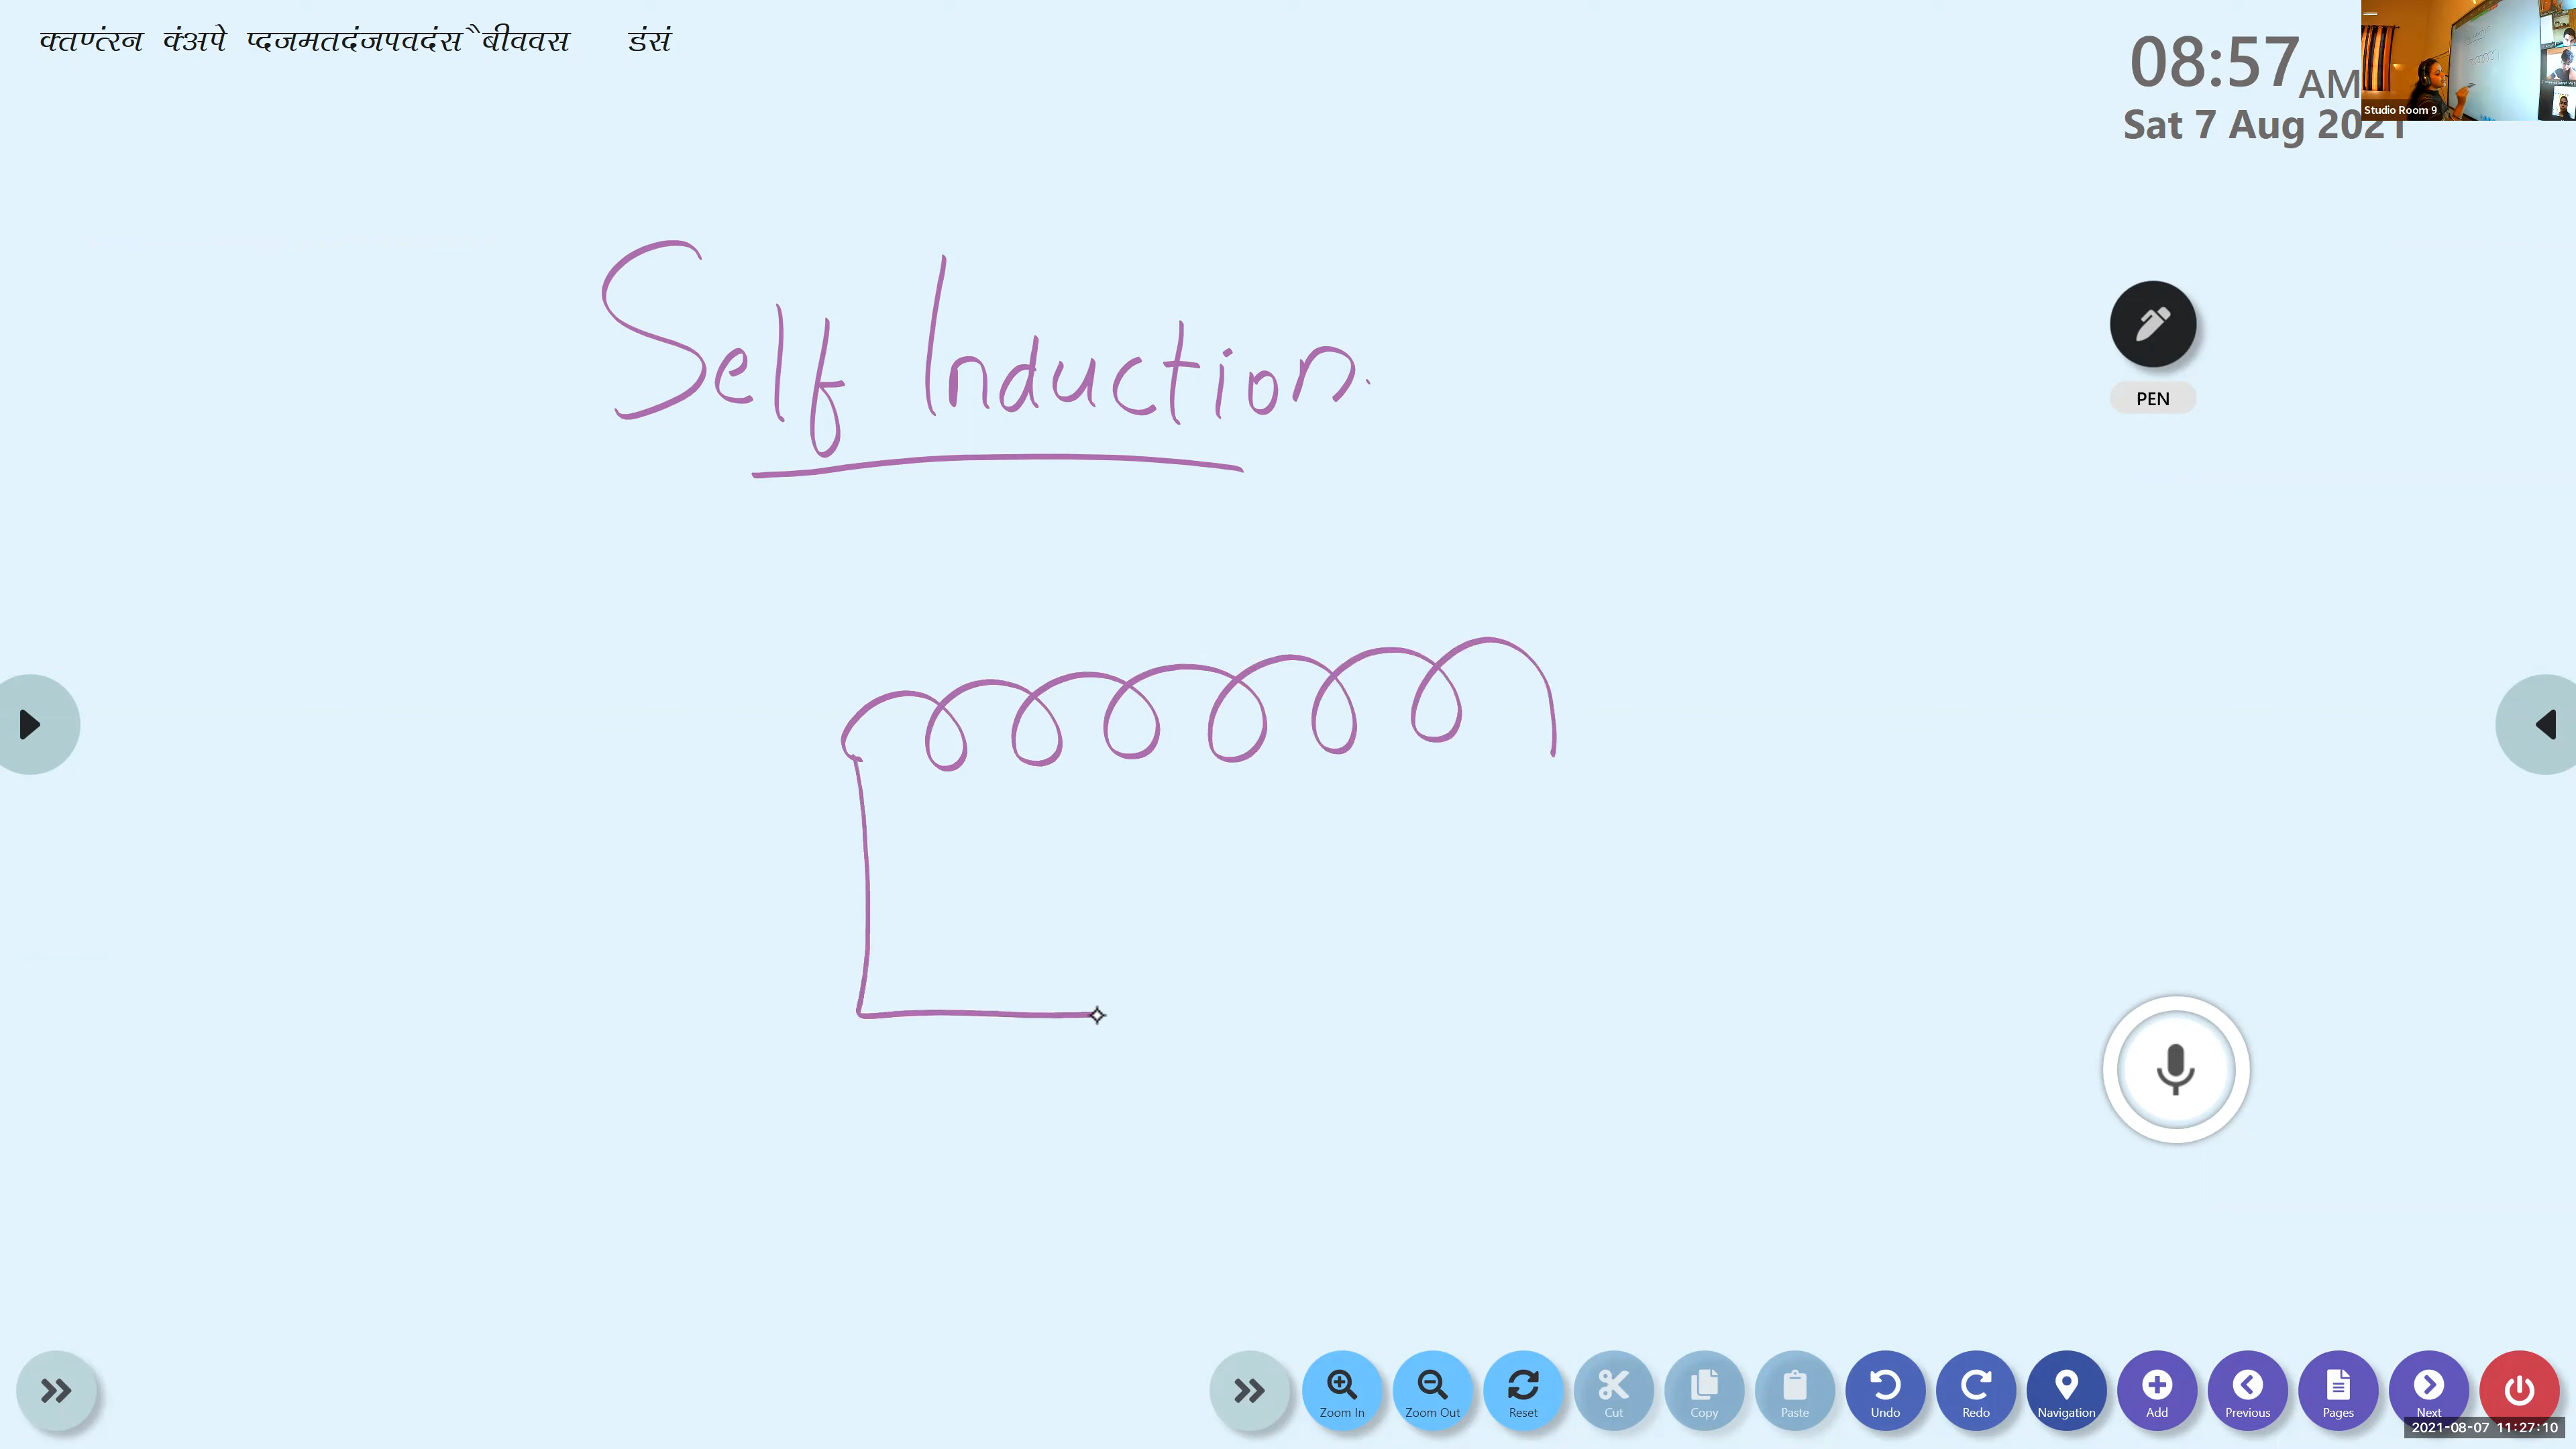 क्तण्तंरन कंअपे प्दजमतदंजपवदंस ैबीववस डंसं
08:57 AM
Sat 7 Aug 2021
Studio Room 9
Self Induction.
PEN
Zoom In
Zoom Out
Reset
Cut
Copy
Paste
Undo
Redo
Navigation
Add
Previous
Pages
Next
2021-08-07 11:27:10